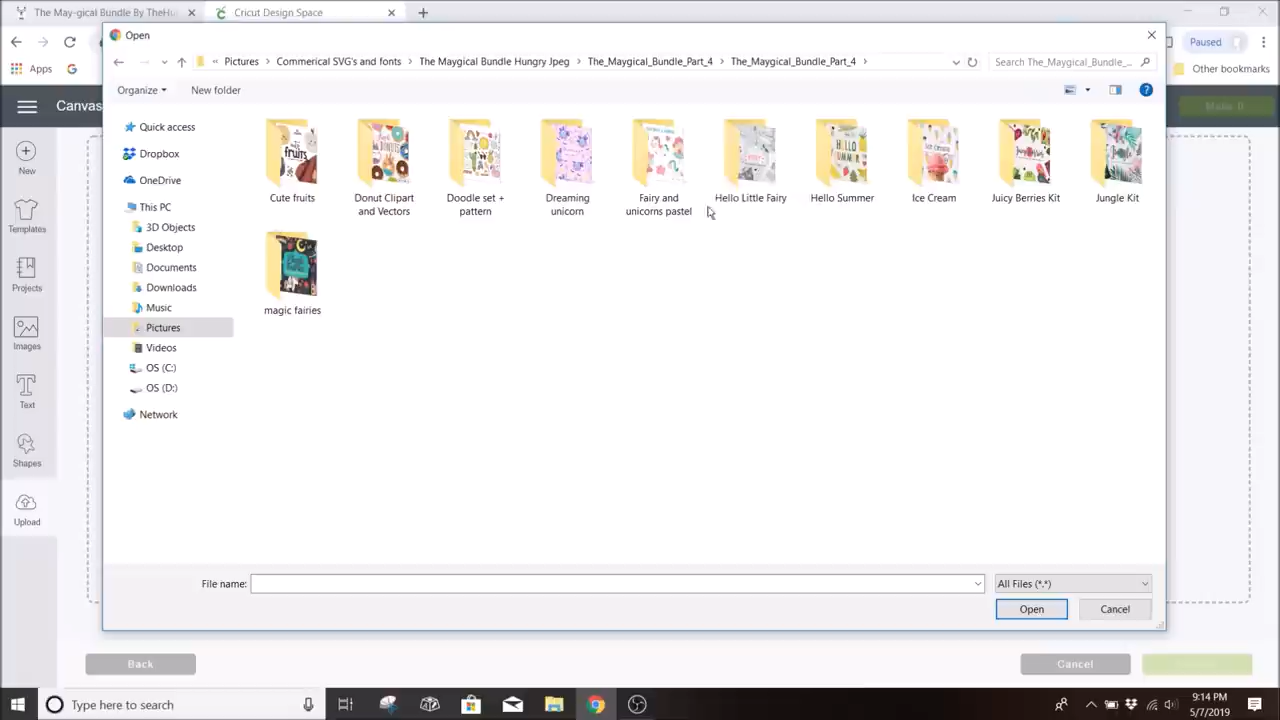 The May-gical Bundle By TheHu
Cricut Design Space
Open
Paused
Apps
Other bookmarks
Pictures
Commerical SVG's and fonts
The Maygical Bundle Hungry Jpeg
The_Maygical_Bundle_Part_4
The_Maygical_Bundle_Part_4
Search The_Maygical_Bundle_...
Organize
New folder
Canvas
Make It
New
Templates
Projects
Images
Text
Shapes
Upload
Quick access
Dropbox
OneDrive
This PC
3D Objects
Desktop
Documents
Downloads
Music
Pictures
Videos
OS (C:)
OS (D:)
Network
Cute fruits
Donut Clipart
and Vectors
Doodle set +
pattern
Dreaming
unicorn
Fairy and
unicorns pastel
Hello Little Fairy
HELLO
SUMMER
Hello Summer
Ice Cream
Juicy Berries Kit
Jungle Kit
magic fairies
File name:
All Files (*.*)
Open
Cancel
Back
Cancel
Type here to search
9:14 PM
5/7/2019